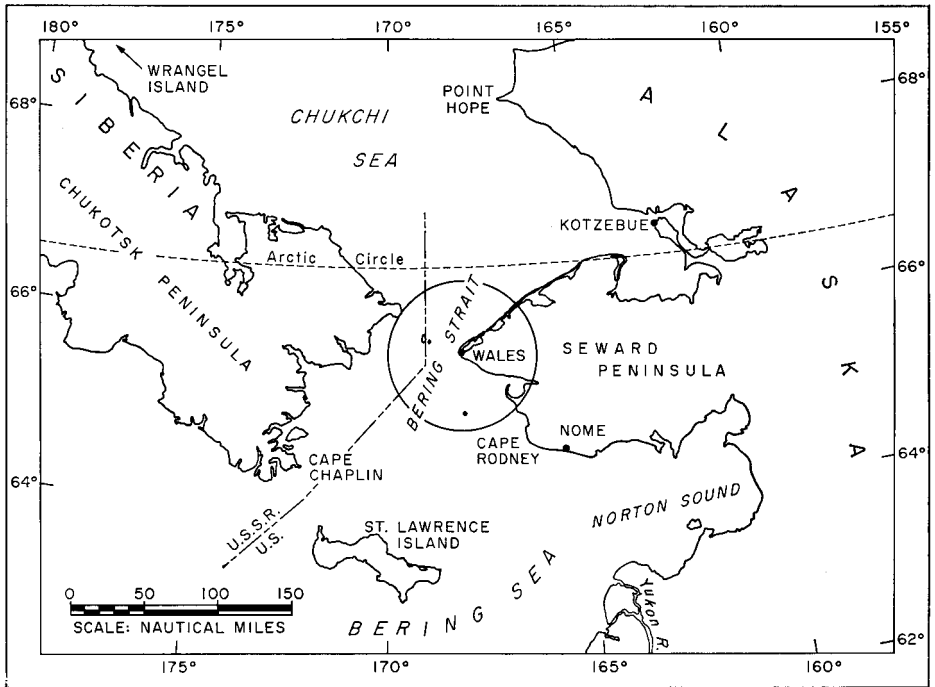 180° 175° 170° 165° 160° 155°
WRANGEL
ISLAND
SIBERIA
CHUKCHI
SEA
POINT
HOPE
ALASKA
68°
68°
CHUKOTSK
PENINSULA
KOTZEBUE
Arctic Circle
66°
66°
BERING STRAIT
WALES
SEWARD
PENINSULA
CAPE
RODNEY
NOME
CAPE
CHAPLIN
64°
64°
NORTON SOUND
U.S.S.R.
U.S.
ST. LAWRENCE
ISLAND
BERING SEA
Yukon R.
0 50 100 150
SCALE: NAUTICAL MILES
62°
175° 170° 165° 160°